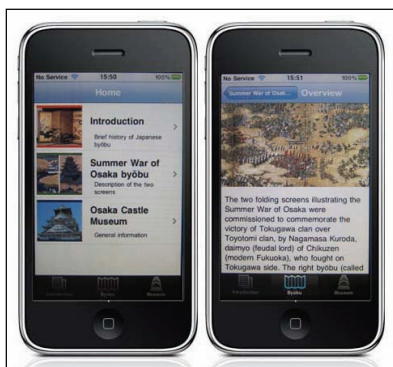 No Service 15:50 100%
Home
Introduction
Brief history of Japanese
byōbu
Summer War of
Osaka byōbu
Description of the two
screens
Osaka Castle
Museum
General information
Introduction Byōbu Museum
No Service 15:51 100%
Summer War of Osak... Overview
The two folding screens illustrating the
Summer War of Osaka were
commissioned to commemorate the
victory of Tokugawa clan over
Toyotomi clan, by Nagamasa Kuroda,
daimyo (feudal lord) of Chikuzen
(modern Fukuoka), who fought on
Tokugawa side. The right byōbu (called
Introduction Byōbu Museum